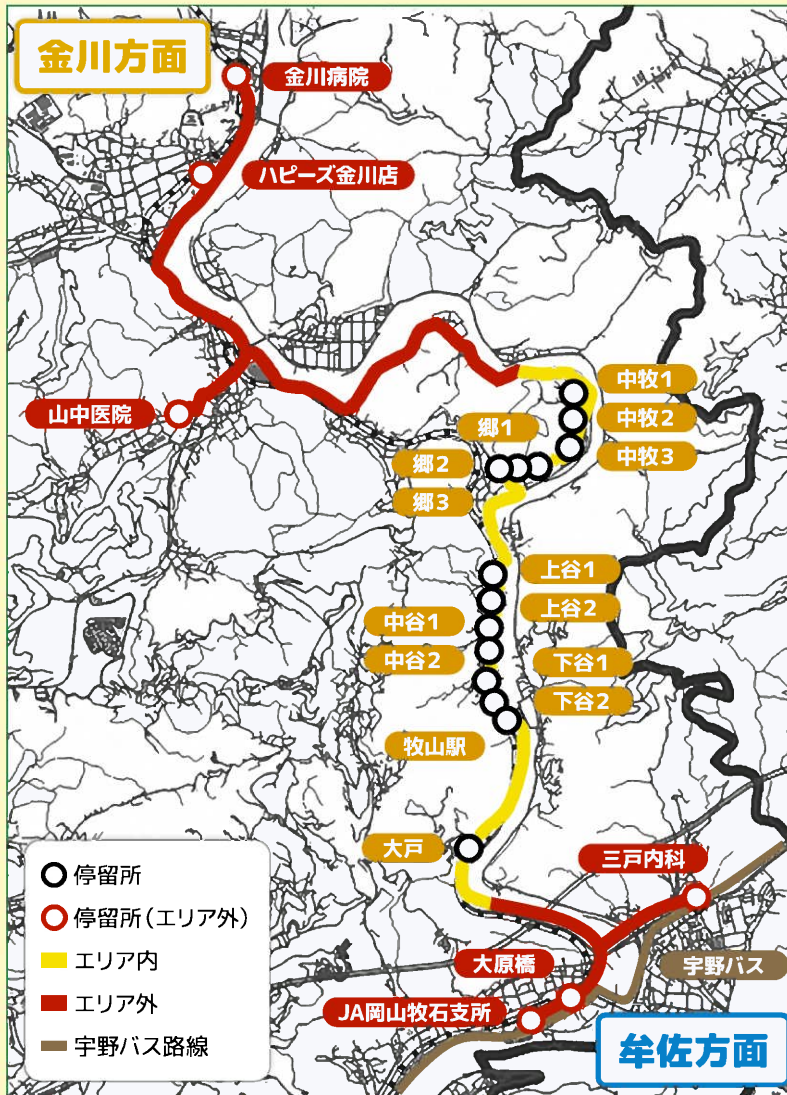 金川方面
金川病院
ハピーズ金川店
山中医院
中牧1
中牧2
中牧3
郷1
郷2
郷3
上谷1
上谷2
中谷1
中谷2
下谷1
下谷2
牧山駅
大戸
三戸内科
大原橋
宇野バス
JA岡山牧石支所
牟佐方面
停留所
停留所(エリア外)
エリア内
エリア外
宇野バス路線